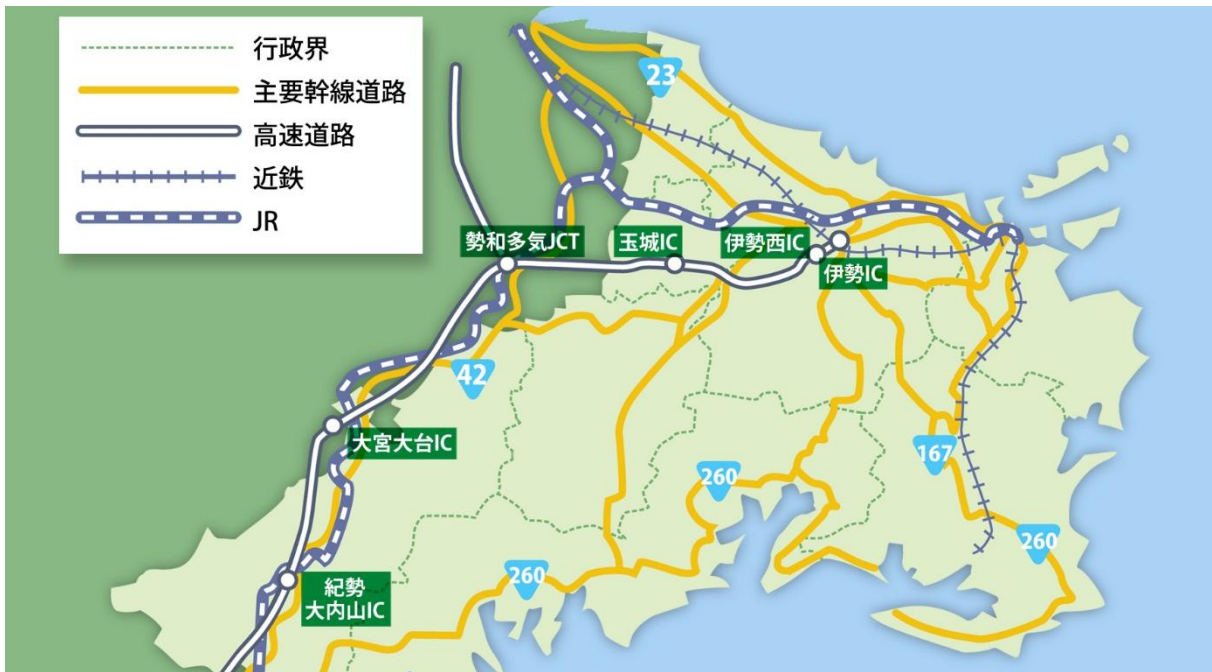 行政界
主要幹線道路
高速道路
近鉄
JR
23
勢和多気JCT
玉城IC
伊勢西IC
伊勢IC
42
大宮大台IC
167
260
260
260
紀勢
大内山IC